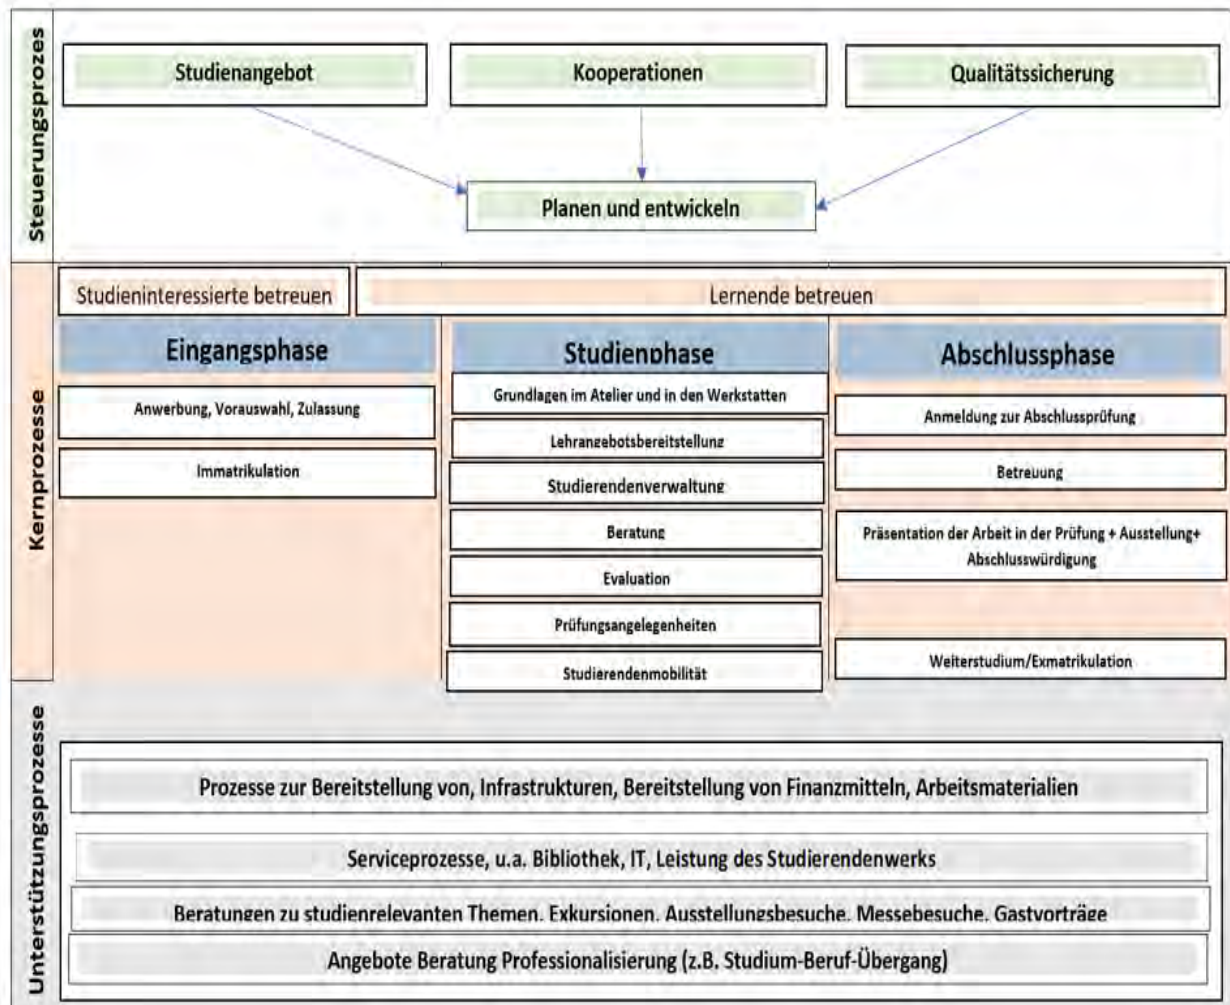 Steuerungsprozes
Studienangebot
Kooperationen
Qualitätssicherung
Planen und entwickeln
Kernprozesse
Studieninteressierte betreuen
Lernende betreuen
Eingangsphase
Anwerbung, Vorauswahl, Zulassung
Immatrikulation
Studienphase
Grundlagen im Atelier und in den Werkstatten
Lehrangebotsbereitstellung
Studierendenverwaltung
Beratung
Evaluation
Prüfungsangelegenheiten
Studierendenmobilität
Abschlussphase
Anmeldung zur Abschlussprüfung
Betreuung
Präsentation der Arbeit in der Prüfung + Ausstellung+
Abschlusswürdigung
Weiterstudium/Exmatrikulation
Unterstützungsprozesse
Prozesse zur Bereitstellung von, Infrastrukturen, Bereitstellung von Finanzmitteln, Arbeitsmaterialien
Serviceprozesse, u.a. Bibliothek, IT, Leistung des Studierendenwerks
Beratungen zu studienrelevanten Themen, Exkursionen, Ausstellungsbesuche, Messebesuche, Gastvorträge
Angebote Beratung Professionalisierung (z.B. Studium-Beruf-Übergang)